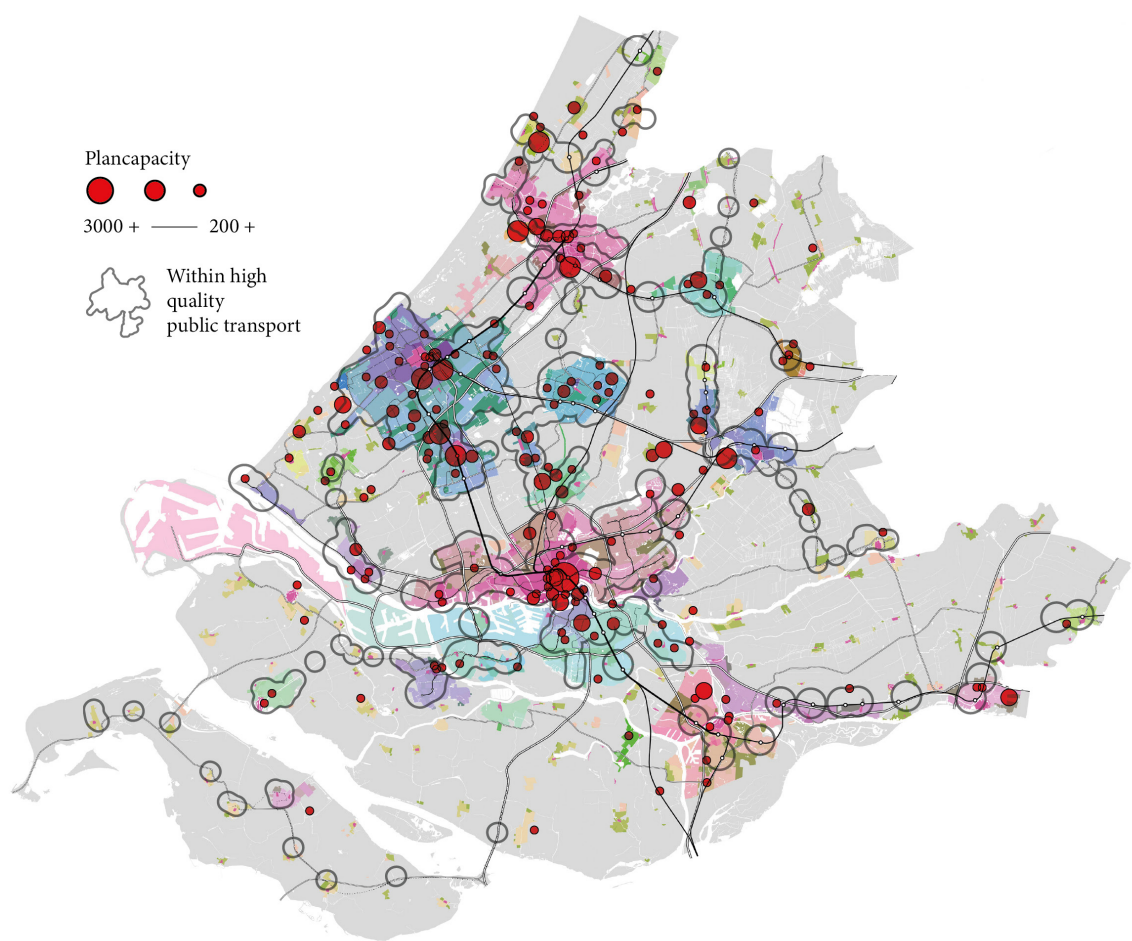 Plancapacity
3000 + 200 +
Within high
quality
public transport